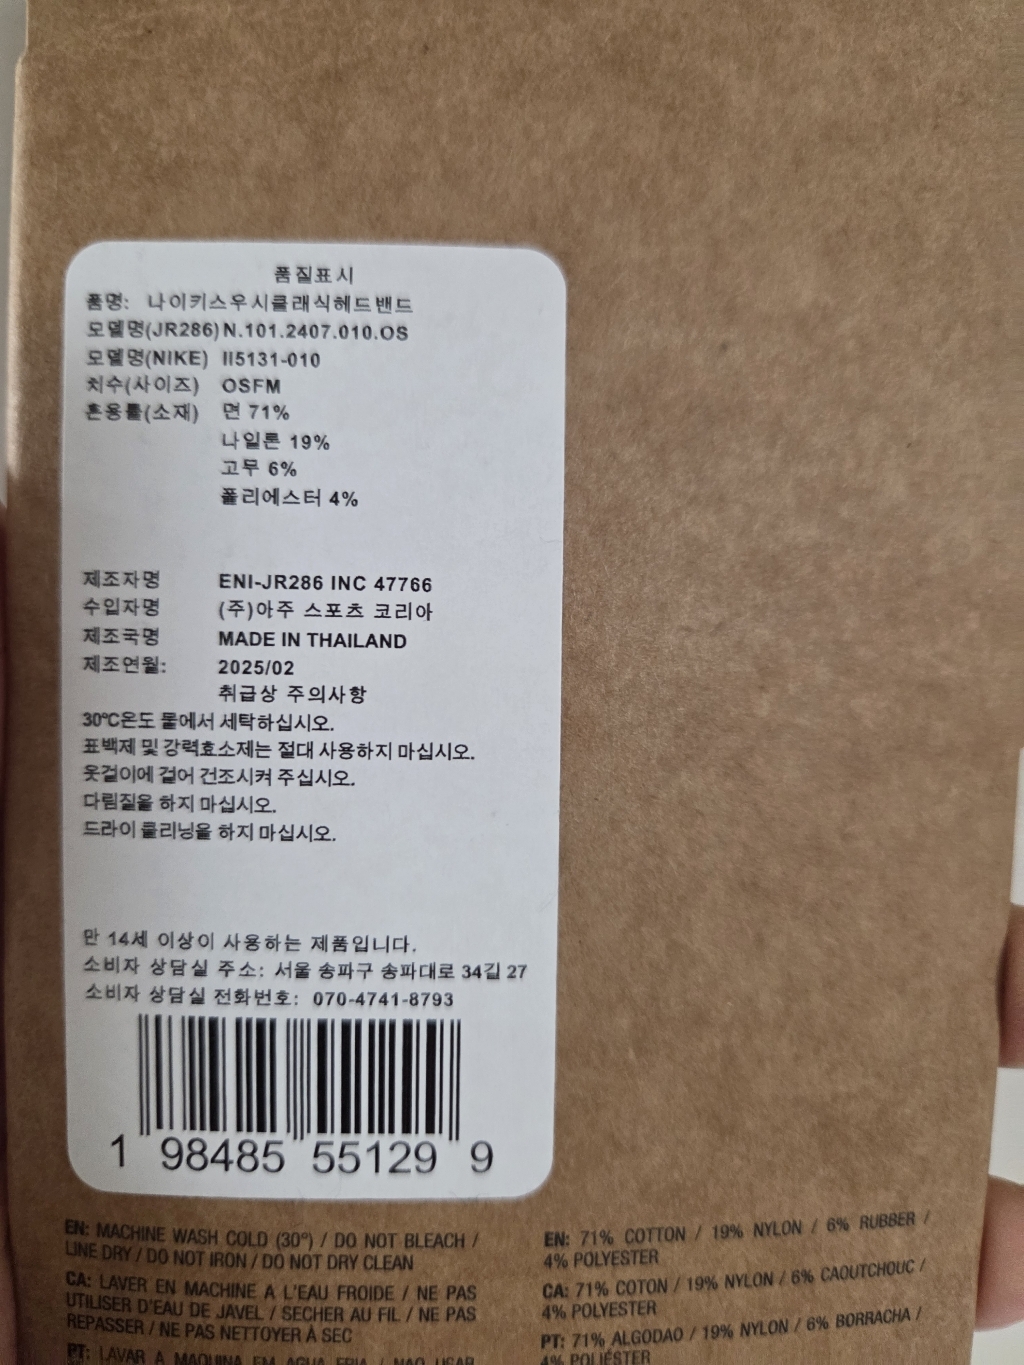 품질표시
품명: 나이키스우시클래식헤드밴드
모델명(JR286) N.101.2407.010.OS
모델명(NIKE) II5131-010
치수(사이즈) OSFM
혼용률(소재) 면 71%
나일론 19%
고무 6%
폴리에스터 4%
제조자명 ENI-JR286 INC 47766
수입자명 (주)아주 스포츠 코리아
제조국명 MADE IN THAILAND
제조연월: 2025/02
취급상 주의사항
30°C온도 물에서 세탁하십시오.
표백제 및 강력효소제는 절대 사용하지 마십시오.
옷걸이에 걸어 건조시켜 주십시오.
다림질을 하지 마십시오.
드라이 클리닝을 하지 마십시오.
만 14세 이상이 사용하는 제품입니다.
소비자 상담실 주소: 서울 송파구 송파대로 34길 27
소비자 상담실 전화번호: 070-4741-8793
1 98485 55129 9
EN: MACHINE WASH COLD (30°) / DO NOT BLEACH /
LINE DRY / DO NOT IRON / DO NOT DRY CLEAN
CA: LAVER EN MACHINE A L'EAU FROIDE / NE PAS
UTILISER D'EAU DE JAVEL / SECHER AU FIL / NE PAS
REPASSER / NE PAS NETTOYER À SEC
PT: LAVAR A MAQUINA EM AGUA FRIA / NAO USAR
EN: 71% COTTON / 19% NYLON / 6% RUBBER /
4% POLYESTER
CA: 71% COTON / 19% NYLON / 6% CAOUTCHOUC /
4% POLYESTER
PT: 71% ALGODAO / 19% NYLON / 6% BORRACHA /
4% POLIÉSTER